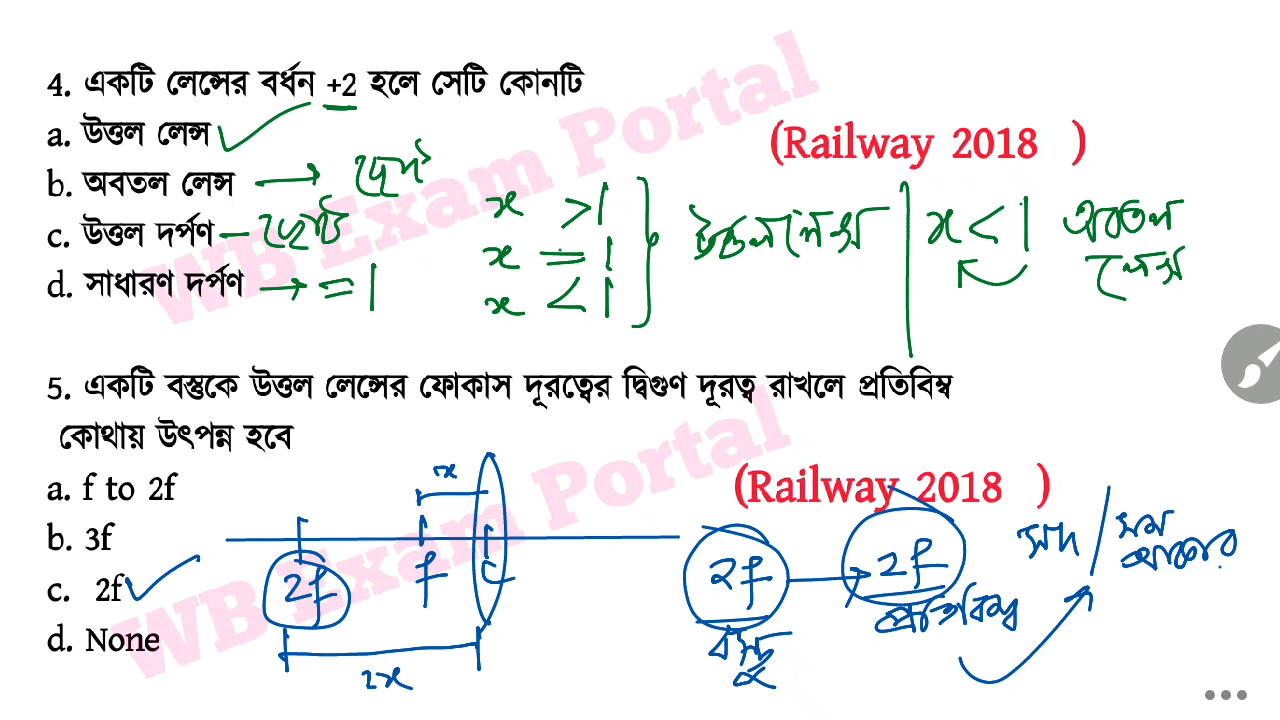 4. একটি লেন্সের বর্ধন +2 হলে সেটি কোনটি
(Railway 2018 )
a. উত্তল লেন্স
b. অবতল লেন্স →
c. উত্তল দর্পণ – ছোট
d. সাধারণ দর্পণ → = 1
x > 1
x = 1
x < 1
উত্তল লেন্স
x < 1 অবতল
লেন্স
5. একটি বস্তুকে উত্তল লেন্সের ফোকাস দূরত্বের দ্বিগুণ দূরত্ব রাখলে প্রতিবিম্ব
কোথায় উৎপন্ন হবে
(Railway 2018 )
a. f to 2f
b. 3f
c. 2f
d. None
x
2f f C
2x
2f → 2f
বস্তু প্রতিবিম্ব
সদ / সম
আকার
WB Exam Portal
WB Exam Portal